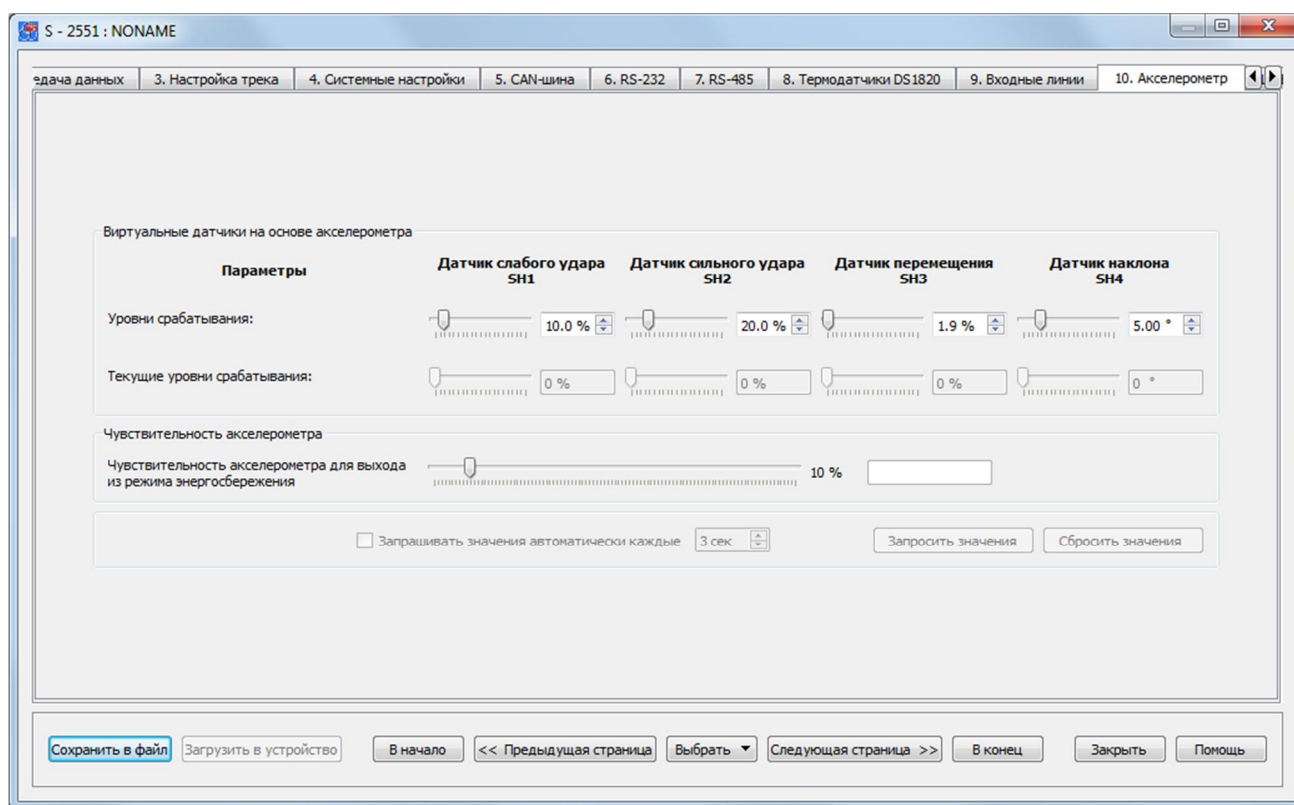 S - 2551 : NONAME
едача данных 3. Настройка трека 4. Системные настройки 5. CAN-шина 6. RS-232 7. RS-485 8. Термодатчики DS1820 9. Входные линии 10. Акселерометр
Виртуальные датчики на основе акселерометра
Параметры Датчик слабого удара Датчик сильного удара Датчик перемещения Датчик наклона
SH1 SH2 SH3 SH4
Уровни срабатывания: 10.0 % 20.0 % 1.9 % 5.00 °
Текущие уровни срабатывания: 0 % 0 % 0 % 0 °
Чувствительность акселерометра
Чувствительность акселерометра для выхода
из режима энергосбережения 10 %
Запрашивать значения автоматически каждые 3 сек Запросить значения Сбросить значения
Сохранить в файл Загрузить в устройство В начало << Предыдущая страница Выбрать Следующая страница >> В конец Закрыть Помощь